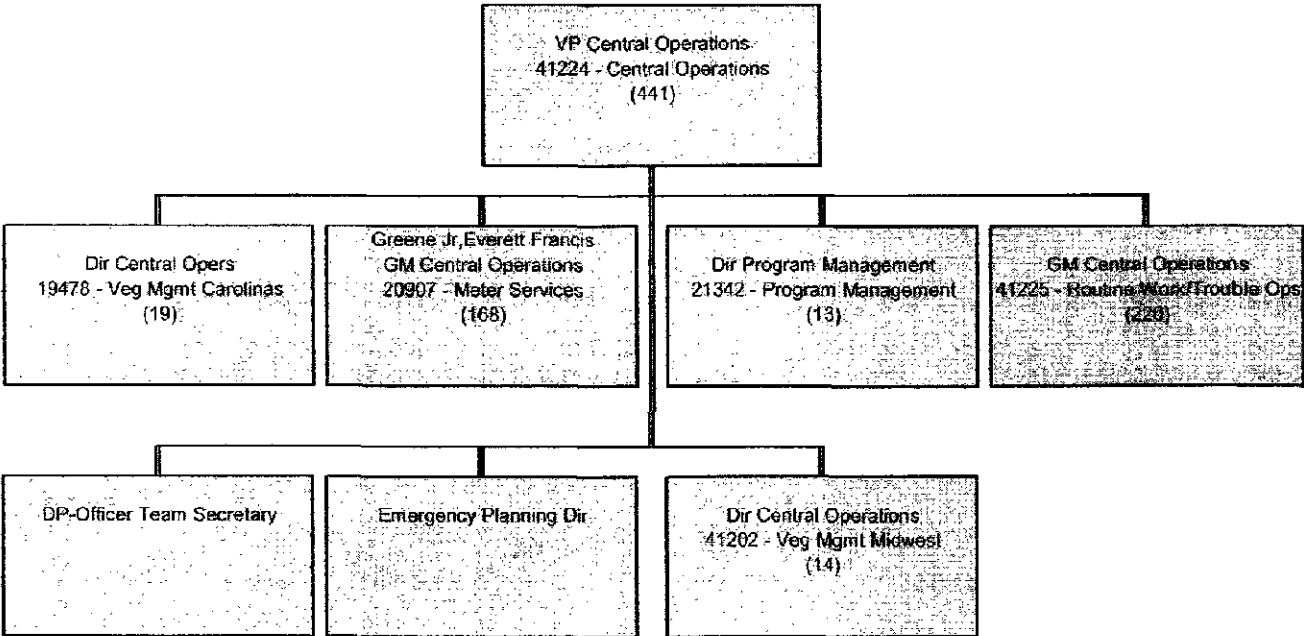 VP Central Operations
41224 - Central Operations
(441)
Dir Central Opers
19478 - Veg Mgmt Carolinas
(19)
Greene Jr,Everett Francis
GM Central Operations
20907 - Meter Services
(168)
Dir Program Management
21342 - Program Management
(13)
GM Central Operations
41225 - Routine Work/Trouble Ops
(220)
DP-Officer Team Secretary
Emergency Planning Dir
Dir Central Operations
41202 - Veg Mgmt Midwest
(14)